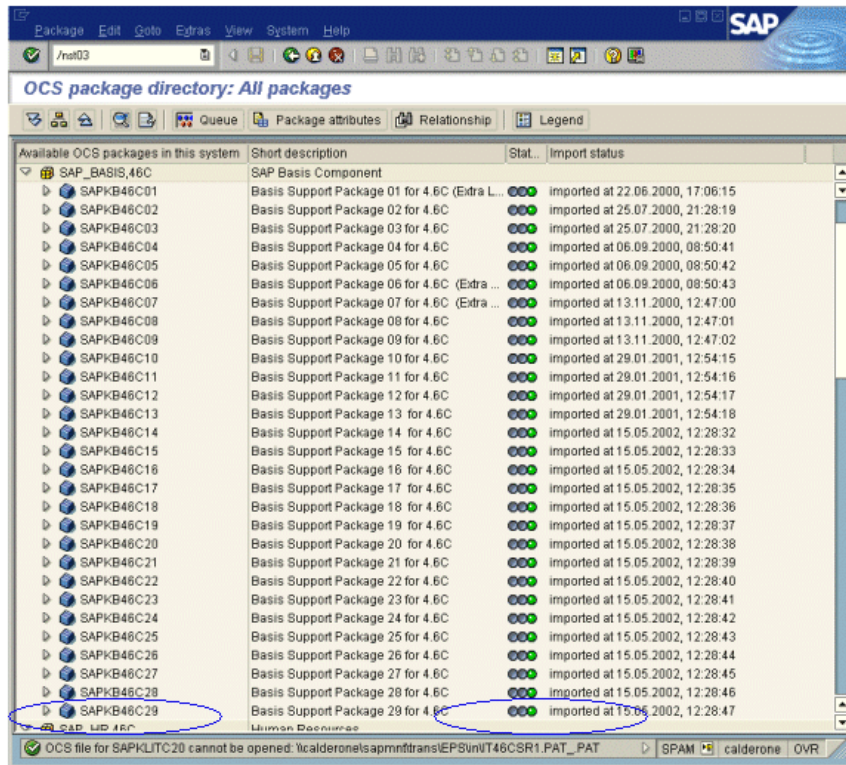 Package Edit Goto Extras View System Help
SAP
/nst03
OCS package directory: All packages
Queue Package attributes Relationship Legend
Available OCS packages in this system Short description Stat... Import status
SAP_BASIS,46C SAP Basis Component
SAPKB46C01 Basis Support Package 01 for 4.6C (Extra L... imported at 22.06.2000, 17:06:15
SAPKB46C02 Basis Support Package 02 for 4.6C imported at 25.07.2000, 21:28:19
SAPKB46C03 Basis Support Package 03 for 4.6C imported at 25.07.2000, 21:28:20
SAPKB46C04 Basis Support Package 04 for 4.6C imported at 06.09.2000, 08:50:41
SAPKB46C05 Basis Support Package 05 for 4.6C imported at 06.09.2000, 08:50:42
SAPKB46C06 Basis Support Package 06 for 4.6C (Extra ... imported at 06.09.2000, 08:50:43
SAPKB46C07 Basis Support Package 07 for 4.6C (Extra ... imported at 13.11.2000, 12:47:00
SAPKB46C08 Basis Support Package 08 for 4.6C imported at 13.11.2000, 12:47:01
SAPKB46C09 Basis Support Package 09 for 4.6C imported at 13.11.2000, 12:47:02
SAPKB46C10 Basis Support Package 10 for 4.6C imported at 29.01.2001, 12:54:15
SAPKB46C11 Basis Support Package 11 for 4.6C imported at 29.01.2001, 12:54:16
SAPKB46C12 Basis Support Package 12 for 4.6C imported at 29.01.2001, 12:54:17
SAPKB46C13 Basis Support Package 13 for 4.6C imported at 29.01.2001, 12:54:18
SAPKB46C14 Basis Support Package 14 for 4.6C imported at 15.05.2002, 12:28:32
SAPKB46C15 Basis Support Package 15 for 4.6C imported at 15.05.2002, 12:28:33
SAPKB46C16 Basis Support Package 16 for 4.6C imported at 15.05.2002, 12:28:34
SAPKB46C17 Basis Support Package 17 for 4.6C imported at 15.05.2002, 12:28:35
SAPKB46C18 Basis Support Package 18 for 4.6C imported at 15.05.2002, 12:28:36
SAPKB46C19 Basis Support Package 19 for 4.6C imported at 15.05.2002, 12:28:37
SAPKB46C20 Basis Support Package 20 for 4.6C imported at 15.05.2002, 12:28:38
SAPKB46C21 Basis Support Package 21 for 4.6C imported at 15.05.2002, 12:28:39
SAPKB46C22 Basis Support Package 22 for 4.6C imported at 15.05.2002, 12:28:40
SAPKB46C23 Basis Support Package 23 for 4.6C imported at 15.05.2002, 12:28:41
SAPKB46C24 Basis Support Package 24 for 4.6C imported at 15.05.2002, 12:28:42
SAPKB46C25 Basis Support Package 25 for 4.6C imported at 15.05.2002, 12:28:43
SAPKB46C26 Basis Support Package 26 for 4.6C imported at 15.05.2002, 12:28:44
SAPKB46C27 Basis Support Package 27 for 4.6C imported at 15.05.2002, 12:28:45
SAPKB46C28 Basis Support Package 28 for 4.6C imported at 15.05.2002, 12:28:46
SAPKB46C29 Basis Support Package 29 for 4.6C imported at 15.05.2002, 12:28:47
SAP_HR,46C Human Resources
OCS file for SAPKLITC20 cannot be opened: \\calderone\sapmnt\trans\EPS\in\IT46CSR1.PAT_.PAT SPAM calderone OVR